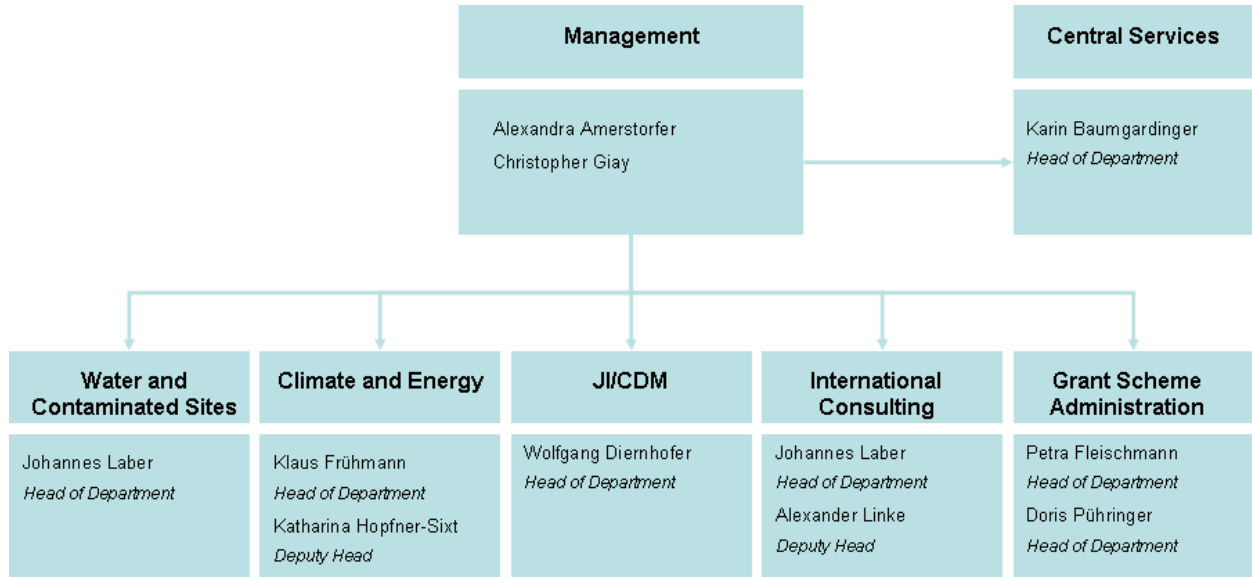 Management
Central Services
Alexandra Amerstorfer
Christopher Giay
Karin Baumgardinger
Head of Department
Water and
Contaminated Sites
Climate and Energy
JI/CDM
International
Consulting
Grant Scheme
Administration
Johannes Laber
Head of Department
Klaus Frühmann
Head of Department
Katharina Hopfner-Sixt
Deputy Head
Wolfgang Diernhofer
Head of Department
Johannes Laber
Head of Department
Alexander Linke
Deputy Head
Petra Fleischmann
Head of Department
Doris Pühringer
Head of Department